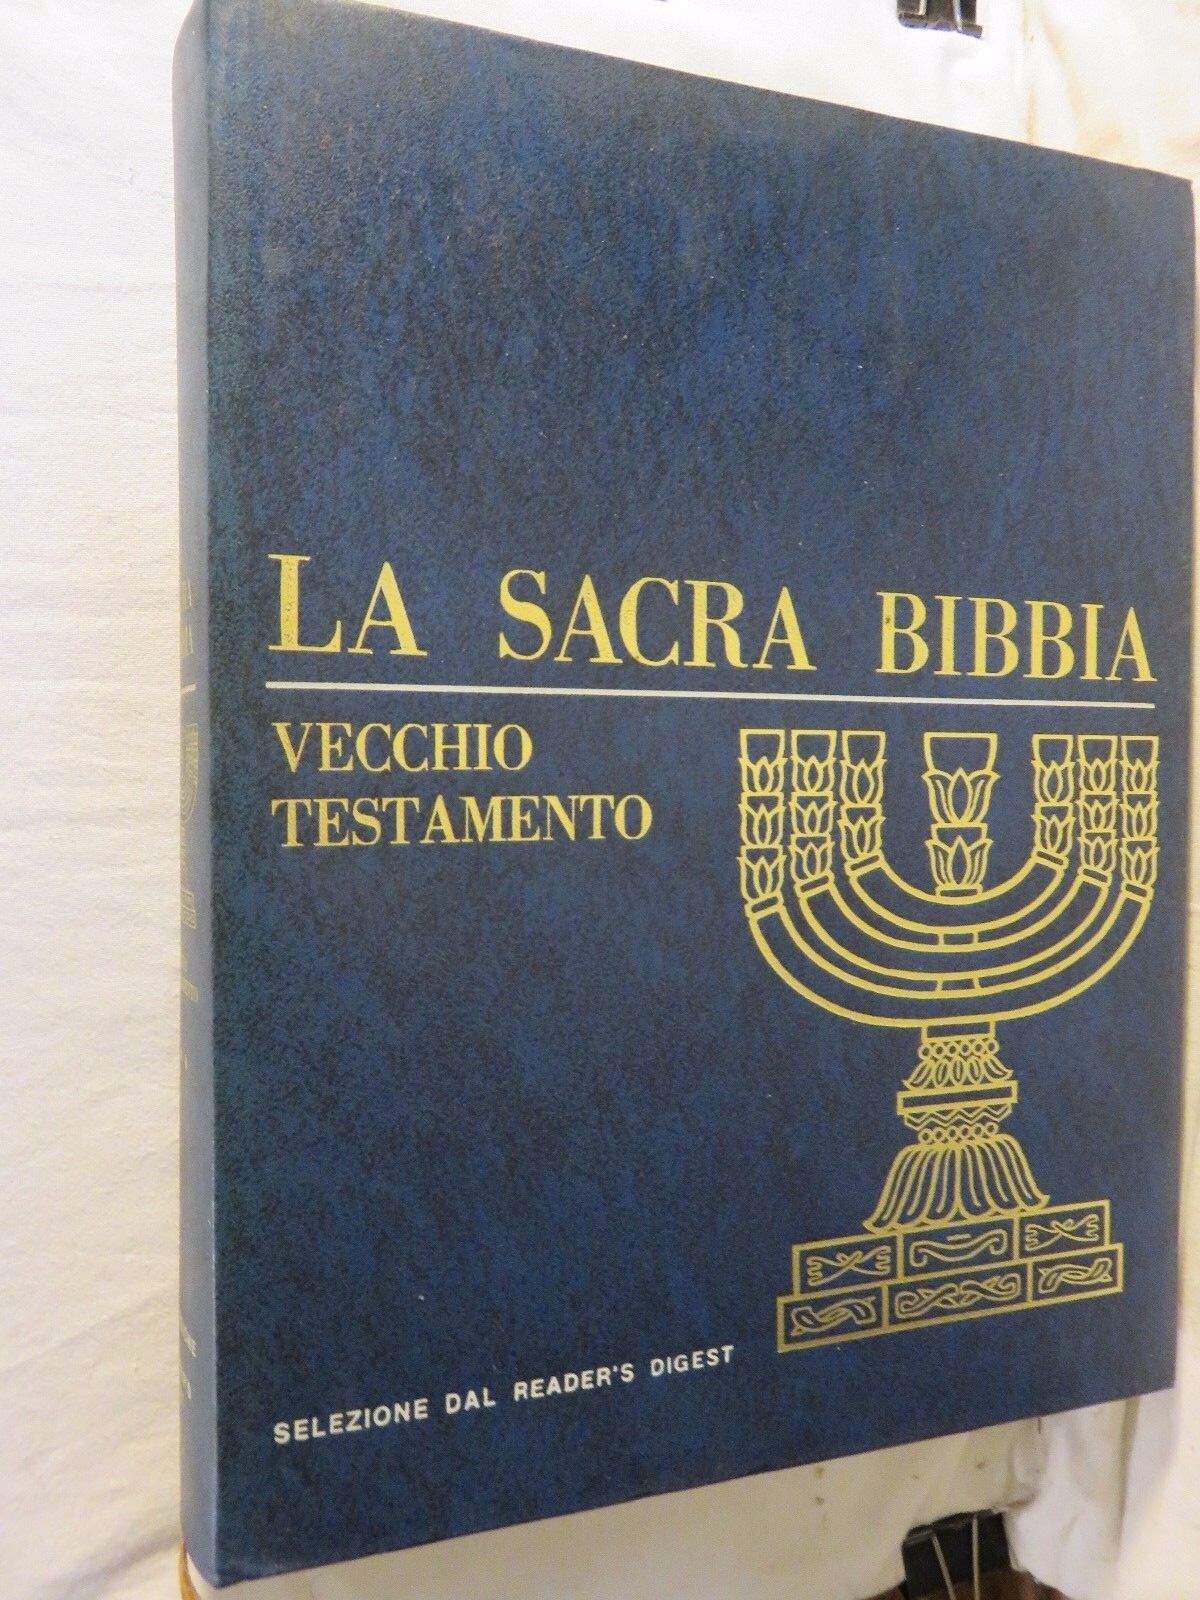 LA SACRA BIBBIA
VECCHIO
TESTAMENTO
SELEZIONE DAL READER'S DIGEST